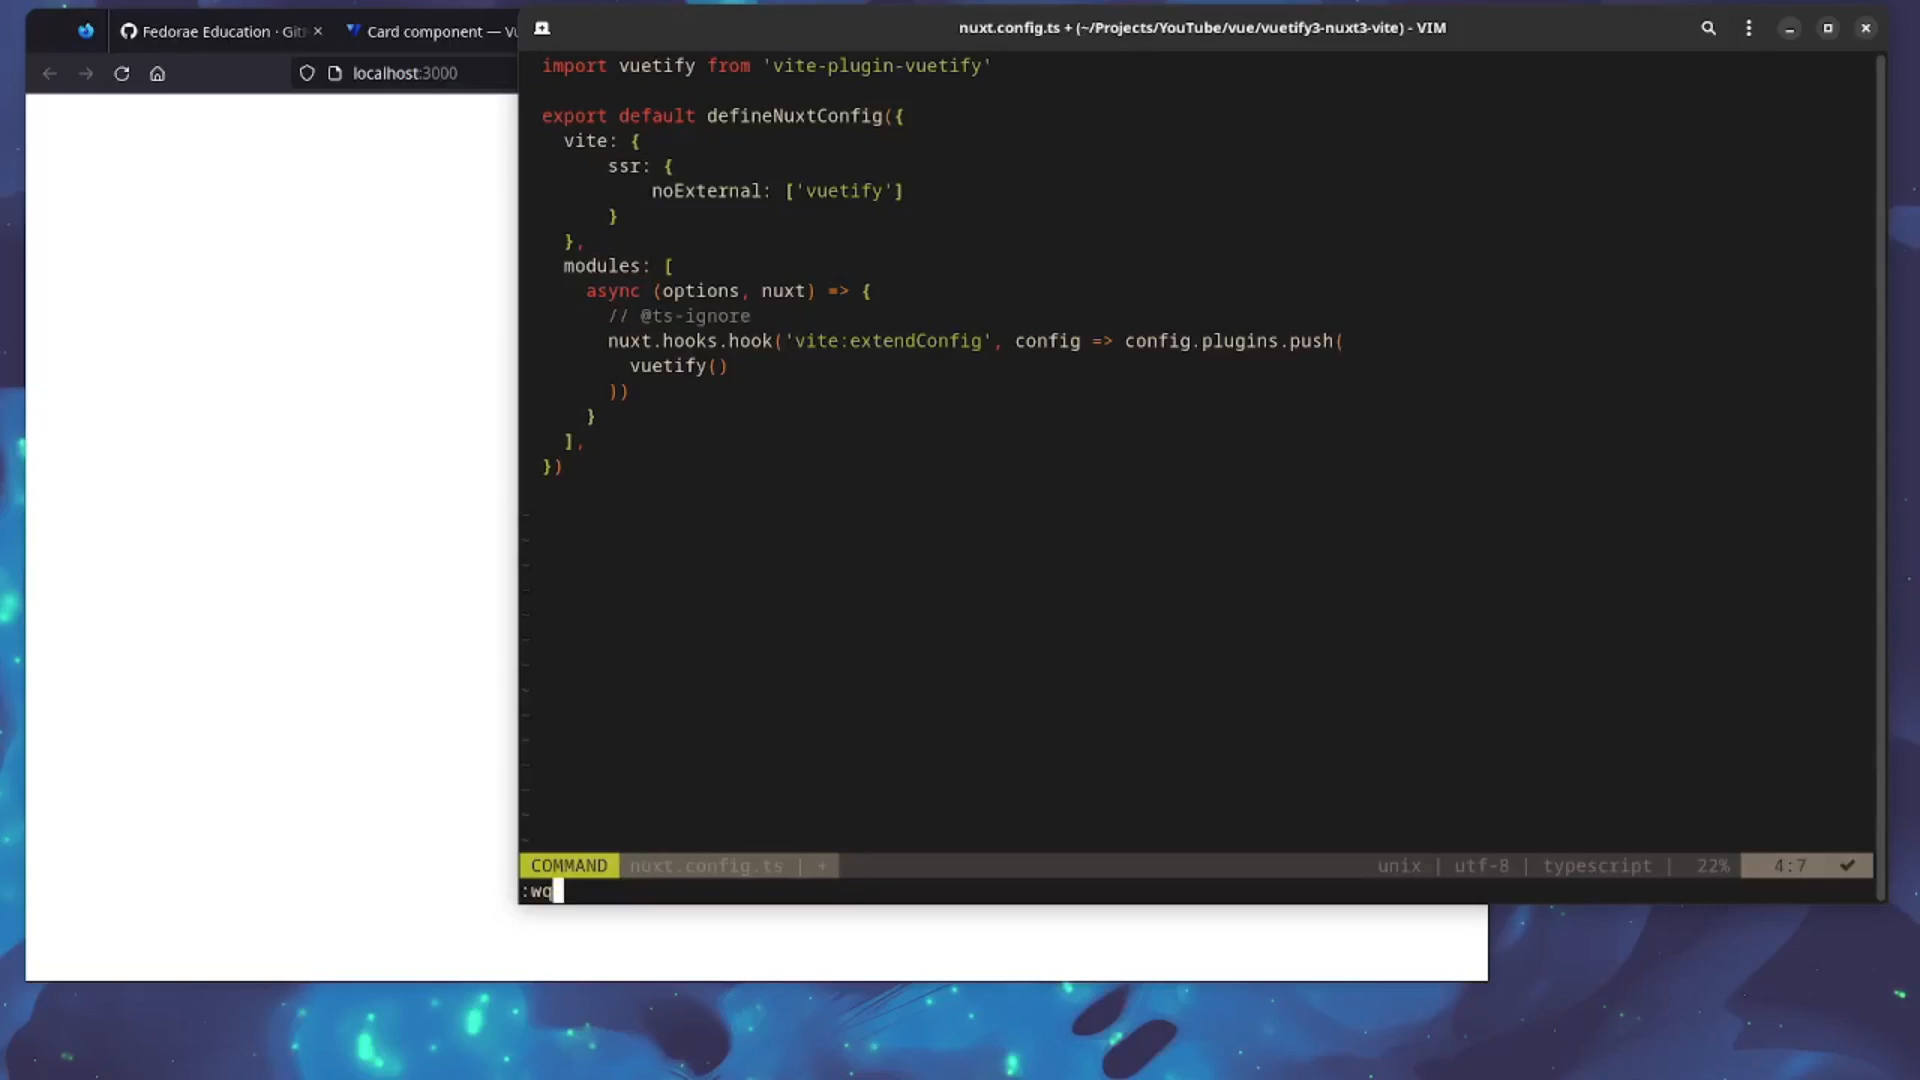 Fedorae Education · Git
Card component — Vu
localhost:3000
nuxt.config.ts + (~/Projects/YouTube/vue/vuetify3-nuxt3-vite) - VIM
import vuetify from 'vite-plugin-vuetify'
export default defineNuxtConfig({
  vite: {
      ssr: {
          noExternal: ['vuetify']
      }
  },
  modules: [
    async (options, nuxt) => {
      // @ts-ignore
      nuxt.hooks.hook('vite:extendConfig', config => config.plugins.push(
        vuetify()
      ))
    }
  ],
})
~
~
~
~
~
~
~
~
~
~
~
~
~
~
COMMAND nuxt.config.ts | + unix | utf-8 | typescript | 22% 4:7 ✔
:wq